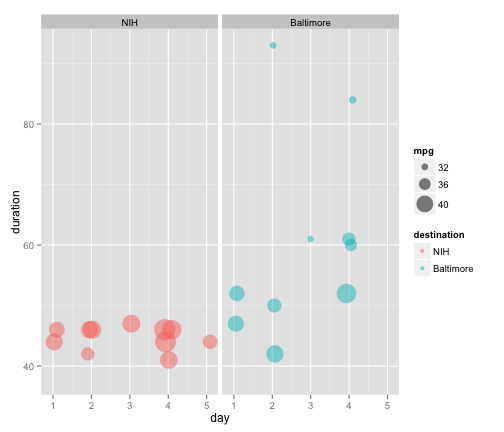 NIH Baltimore
80
60
40
duration
1 2 3 4 5 1 2 3 4 5
day
mpg
32
36
40
destination
NIH
Baltimore